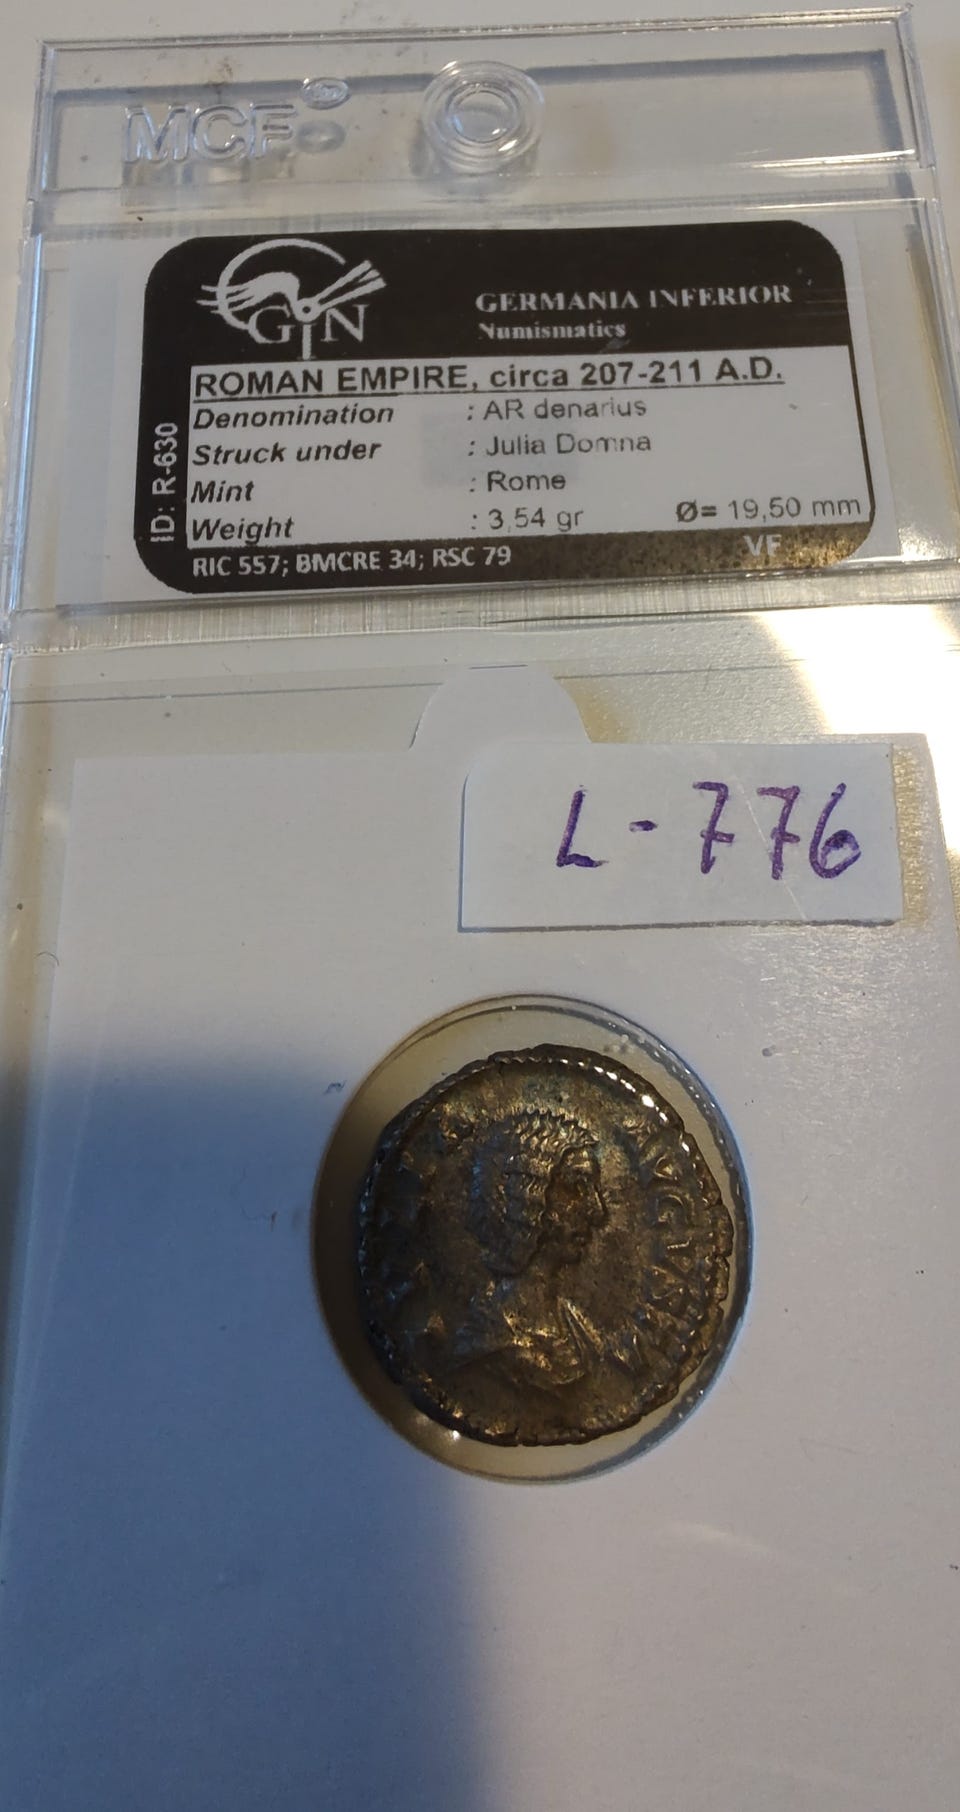 MCF
GIN
GERMANIA INFERIOR
Numismatics
ROMAN EMPIRE, circa 207-211 A.D.
Denomination : AR denarius
Struck under : Julia Domna
Mint : Rome
Weight : 3,54 gr Ø= 19,50 mm
RIC 557; BMCRE 34; RSC 79 VF
ID: R-630
L-776
AVGVSTA